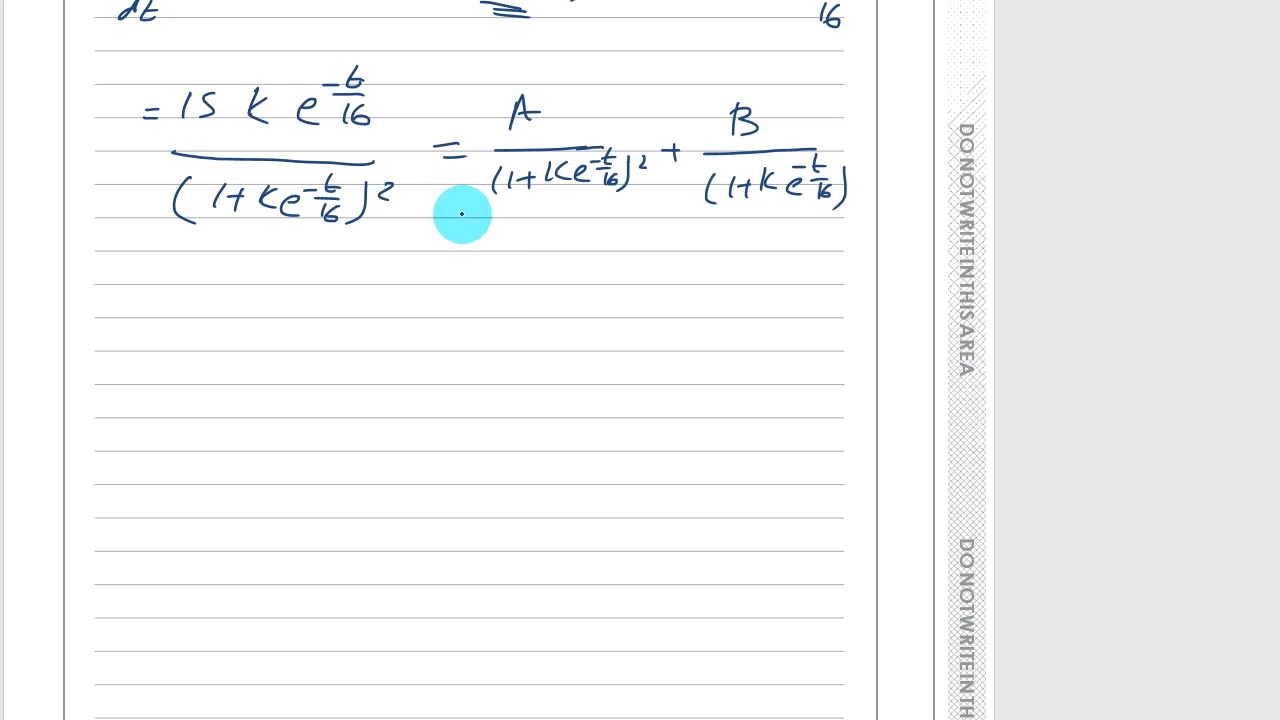 dt 16
= 15 k e^{-t/16} / (1+ke^{-t/16})² = A / (1+ke^{-t/16})² + B / (1+ke^{-t/16})
DO NOT WRITE IN THIS AREA
DO NOT WRITE IN TH